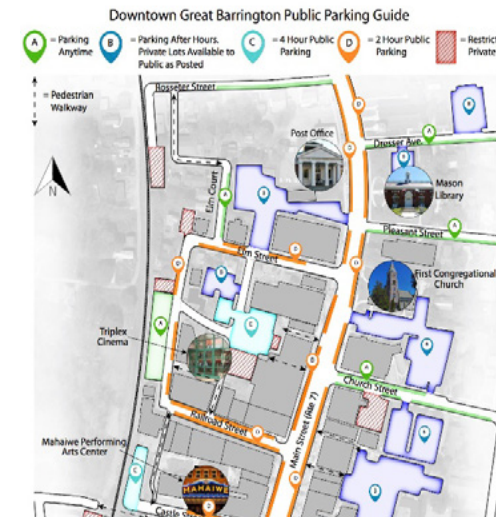 Downtown Great Barrington Public Parking Guide
A
= Parking
Anytime
B
= Parking After Hours.
Private Lots Available to
Public as Posted
C
= 4 Hour Public
Parking
D
= 2 Hour Public
Parking
= Pedestrian
Walkway
N
Rosseter Street
Post Office
Dresser Ave.
Mason
Library
Elm Court
Pleasant Street
Elm Street
First Congregational
Church
Triplex
Cinema
Church Street
Railroad Street
Main Street (Rte 7)
Mahaiwe Performing
Arts Center
MAHAIWE